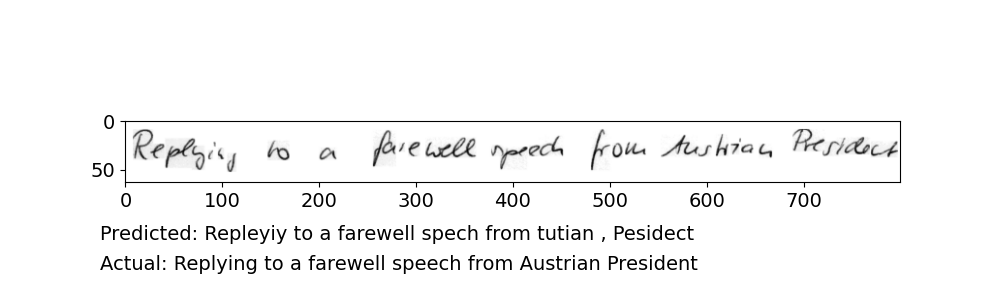 0
Replying to a farewell speech from Austrian President
50
0 100 200 300 400 500 600 700
Predicted: Repleyiy to a farewell spech from tutian , Pesidect
Actual: Replying to a farewell speech from Austrian President